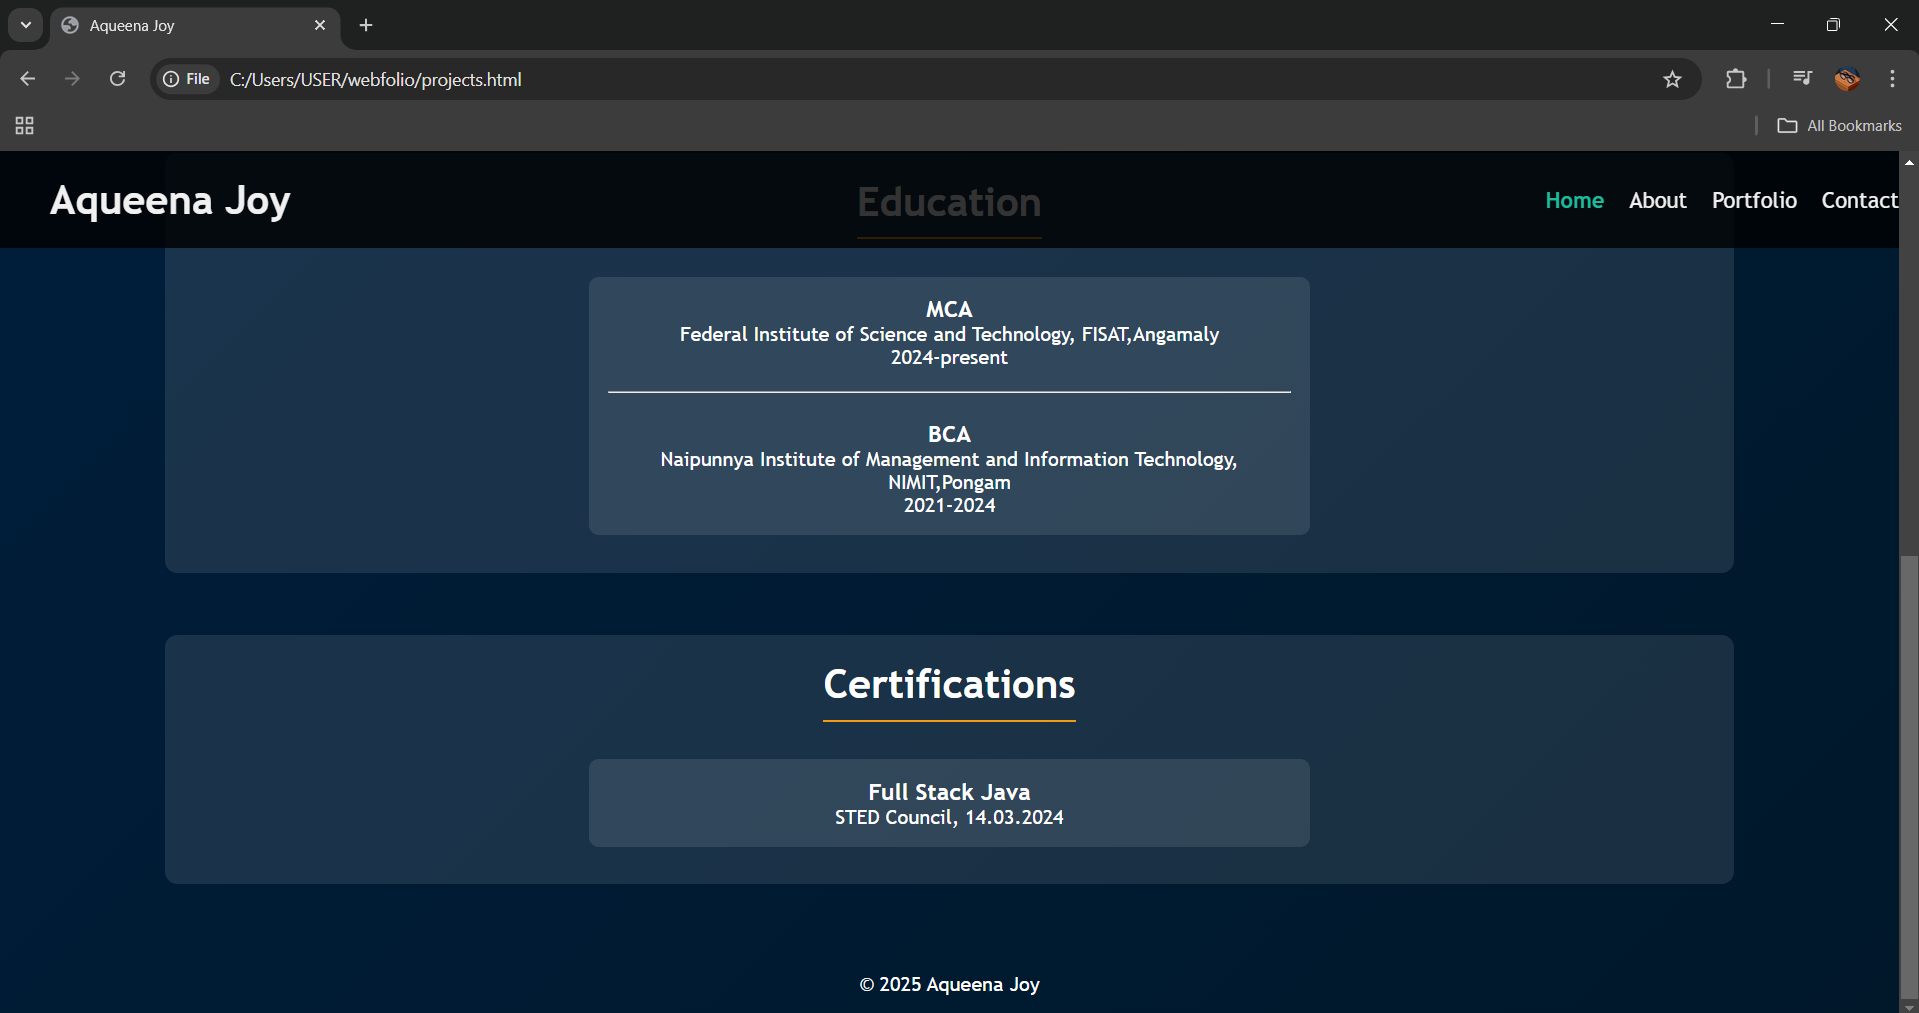 Aqueena Joy
File
C:/Users/USER/webfolio/projects.html
All Bookmarks
Aqueena Joy
Education
Home
About
Portfolio
Contact
MCA
Federal Institute of Science and Technology, FISAT,Angamaly
2024-present
BCA
Naipunnya Institute of Management and Information Technology,
NIMIT,Pongam
2021-2024
Certifications
Full Stack Java
STED Council, 14.03.2024
© 2025 Aqueena Joy